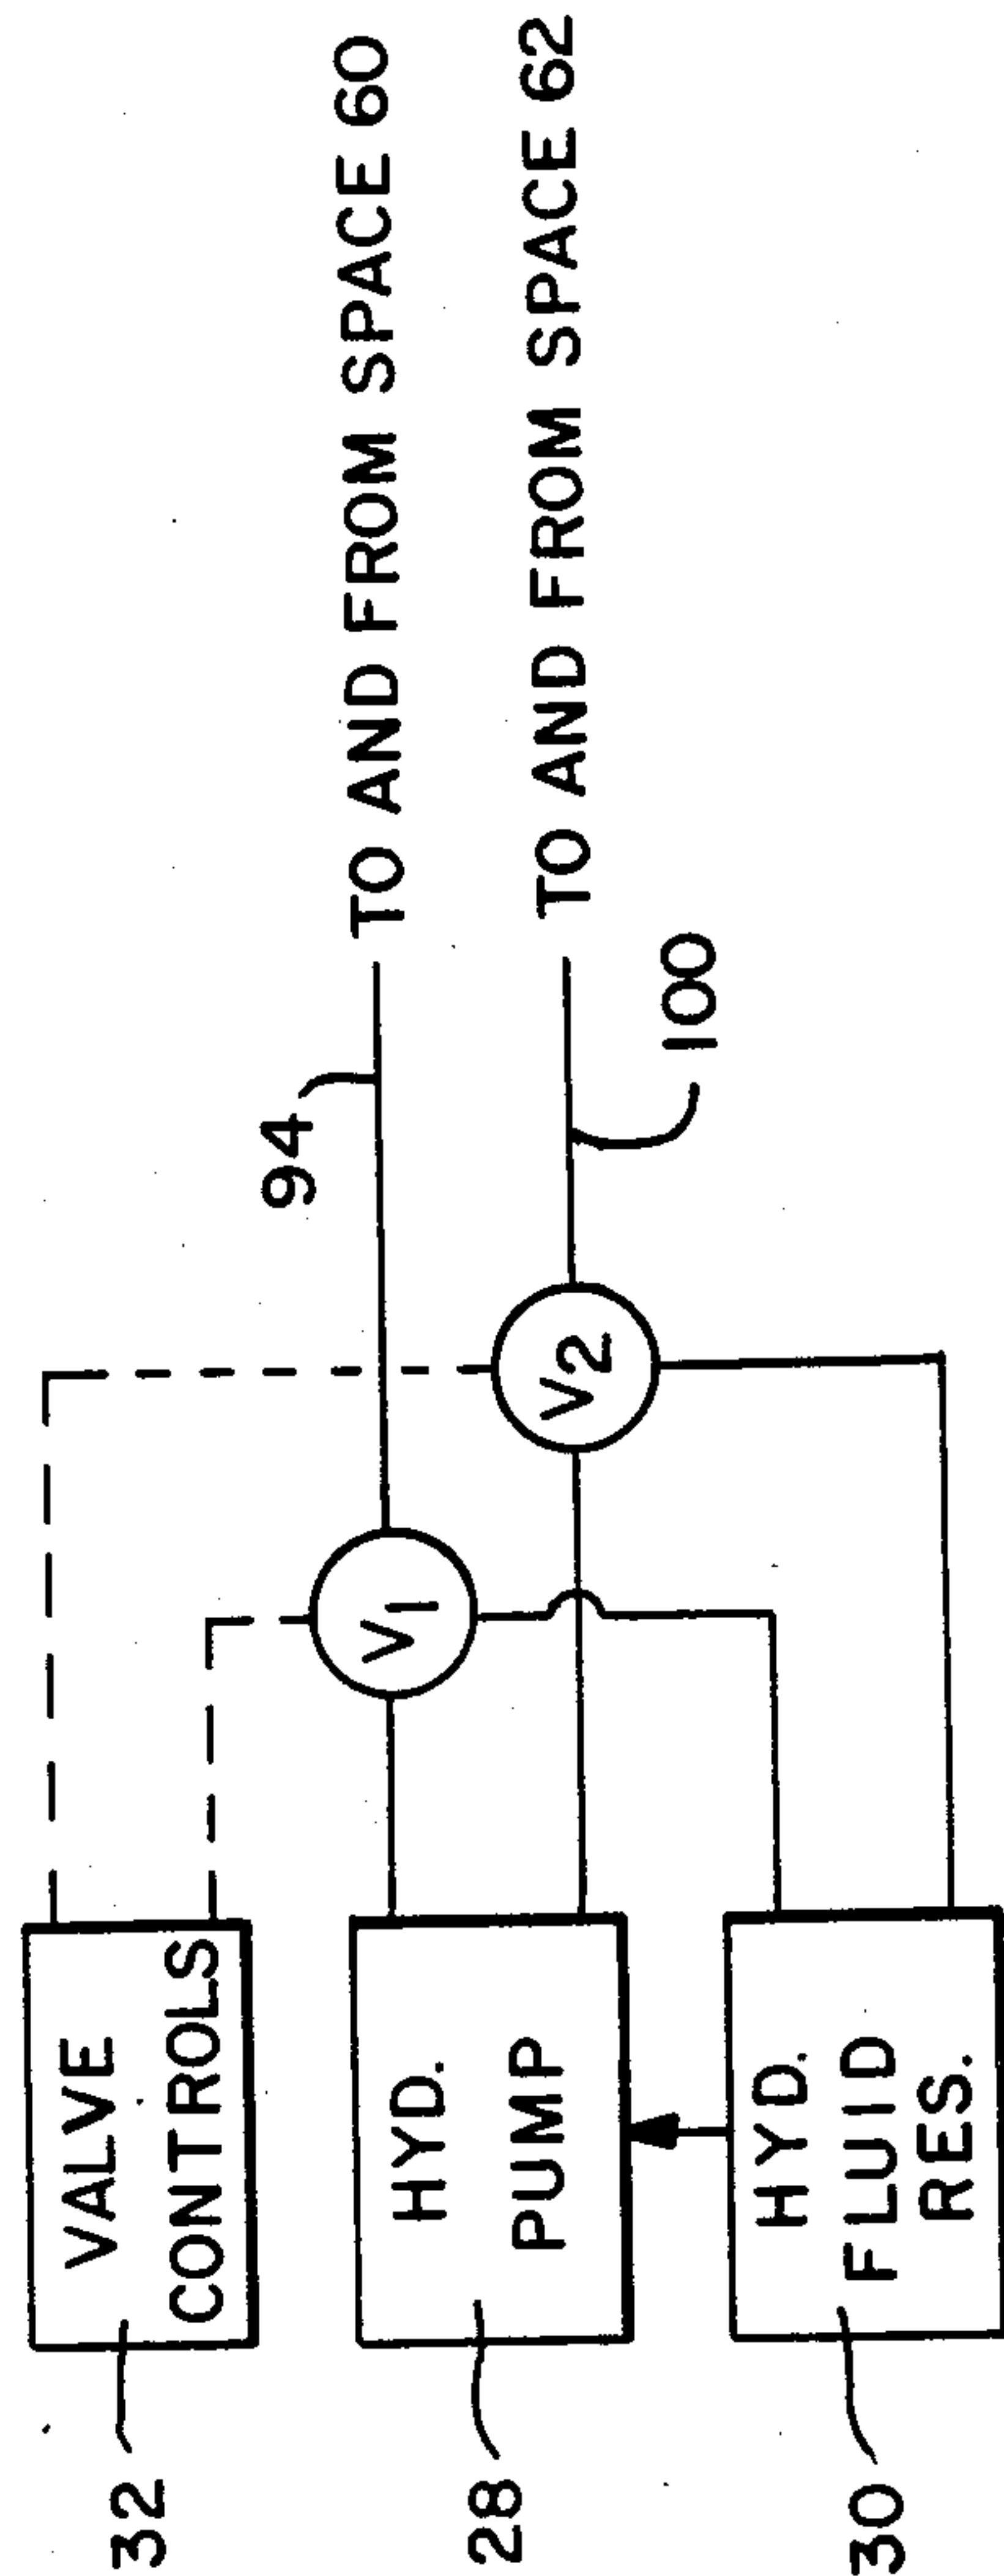 32
VALVE
CONTROLS
28
HYD.
PUMP
30
HYD.
FLUID
RES.
V1
V2
94
100
TO AND FROM SPACE 60
TO AND FROM SPACE 62